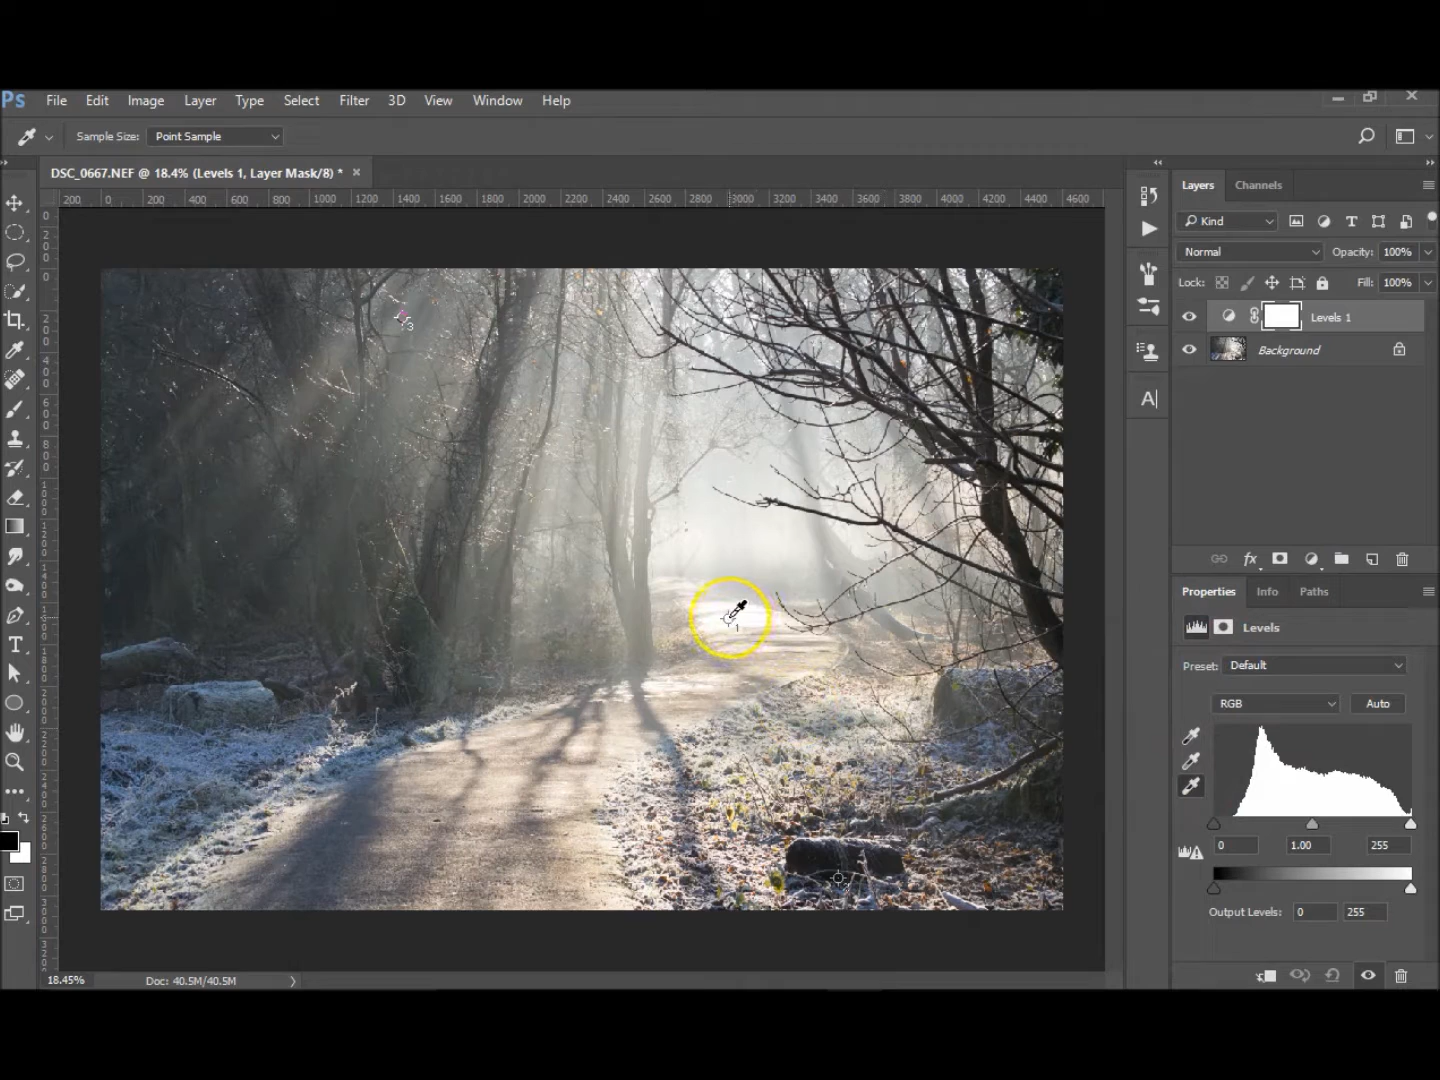 Ps File Edit Image Layer Type Select Filter 3D View Window Help
Sample Size: Point Sample
DSC_0667.NEF @ 18.4% (Levels 1, Layer Mask/8) * ×
200 0 200 400 600 800 1000 1200 1400 1600 1800 2000 2200 2400 2600 2800 3000 3200 3400 3600 3800 4000 4200 4400 4600
Layers Channels
Kind
Normal Opacity: 100%
Lock: Fill: 100%
Levels 1
Background
3
1
Properties Info Paths
Levels
Preset: Default
RGB Auto
0 1.00 255
Output Levels: 0 255
18.45% Doc: 40.5M/40.5M